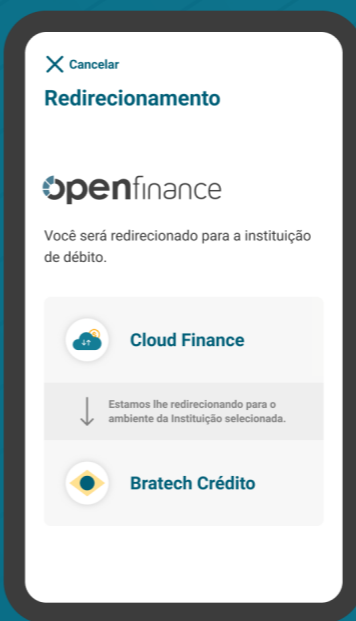 Cancelar
Redirecionamento
openfinance
Você será redirecionado para a instituição
de débito.
Cloud Finance
Estamos lhe redirecionando para o
ambiente da Instituição selecionada.
Bratech Crédito